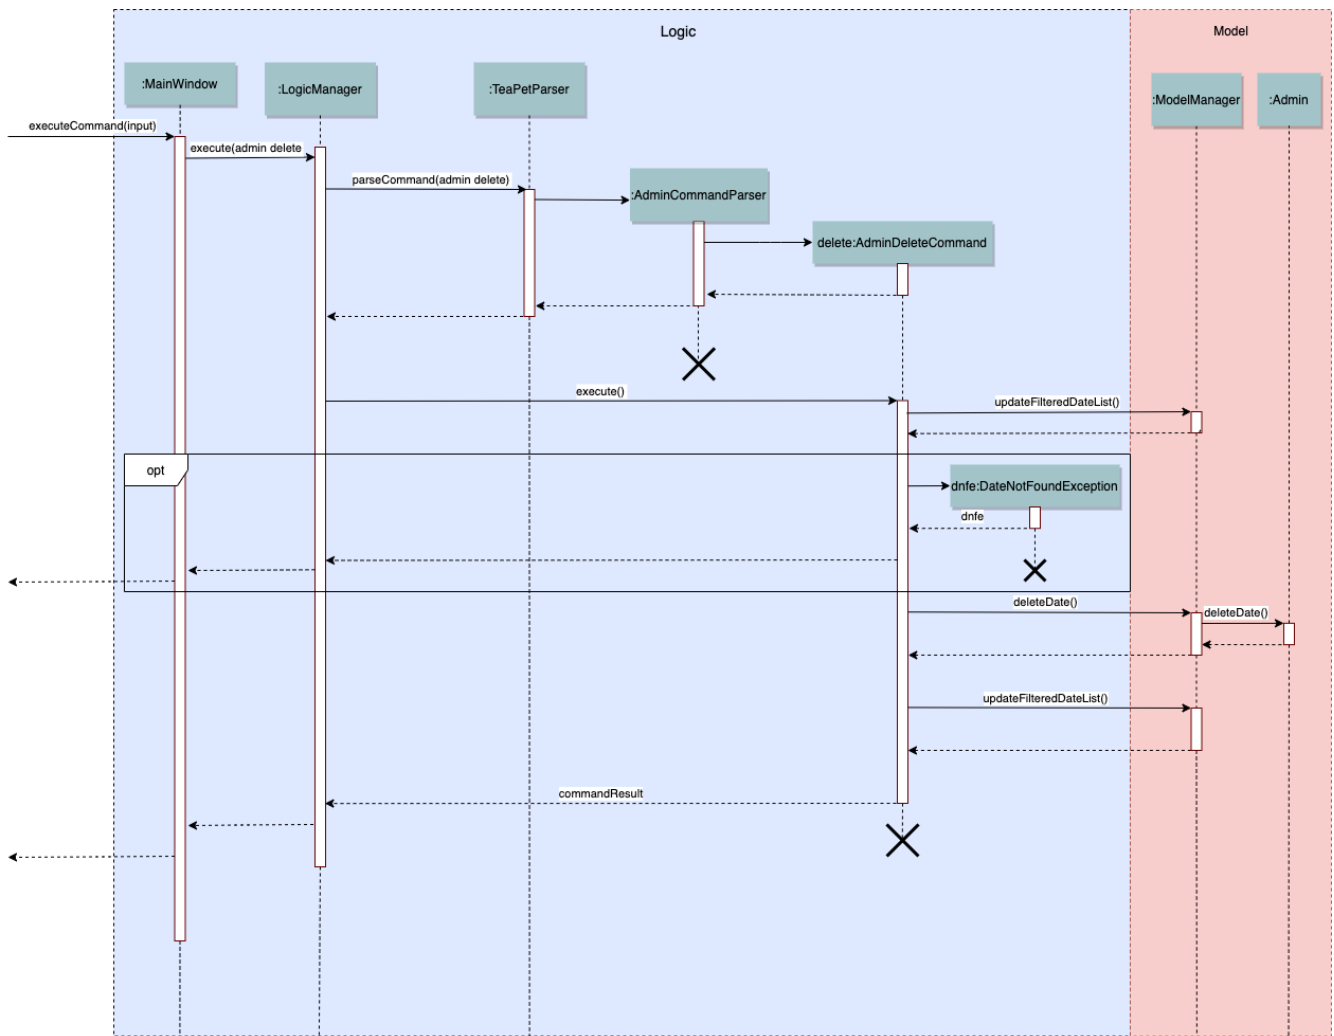 Logic
Model
:MainWindow
:LogicManager
:TeaPetParser
:ModelManager
:Admin
executeCommand(input)
execute(admin delete
parseCommand(admin delete)
:AdminCommandParser
delete:AdminDeleteCommand
execute()
updateFilteredDateList()
opt
dnfe:DateNotFoundException
dnfe
deleteDate()
deleteDate()
updateFilteredDateList()
commandResult